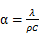 α = λ / ρC